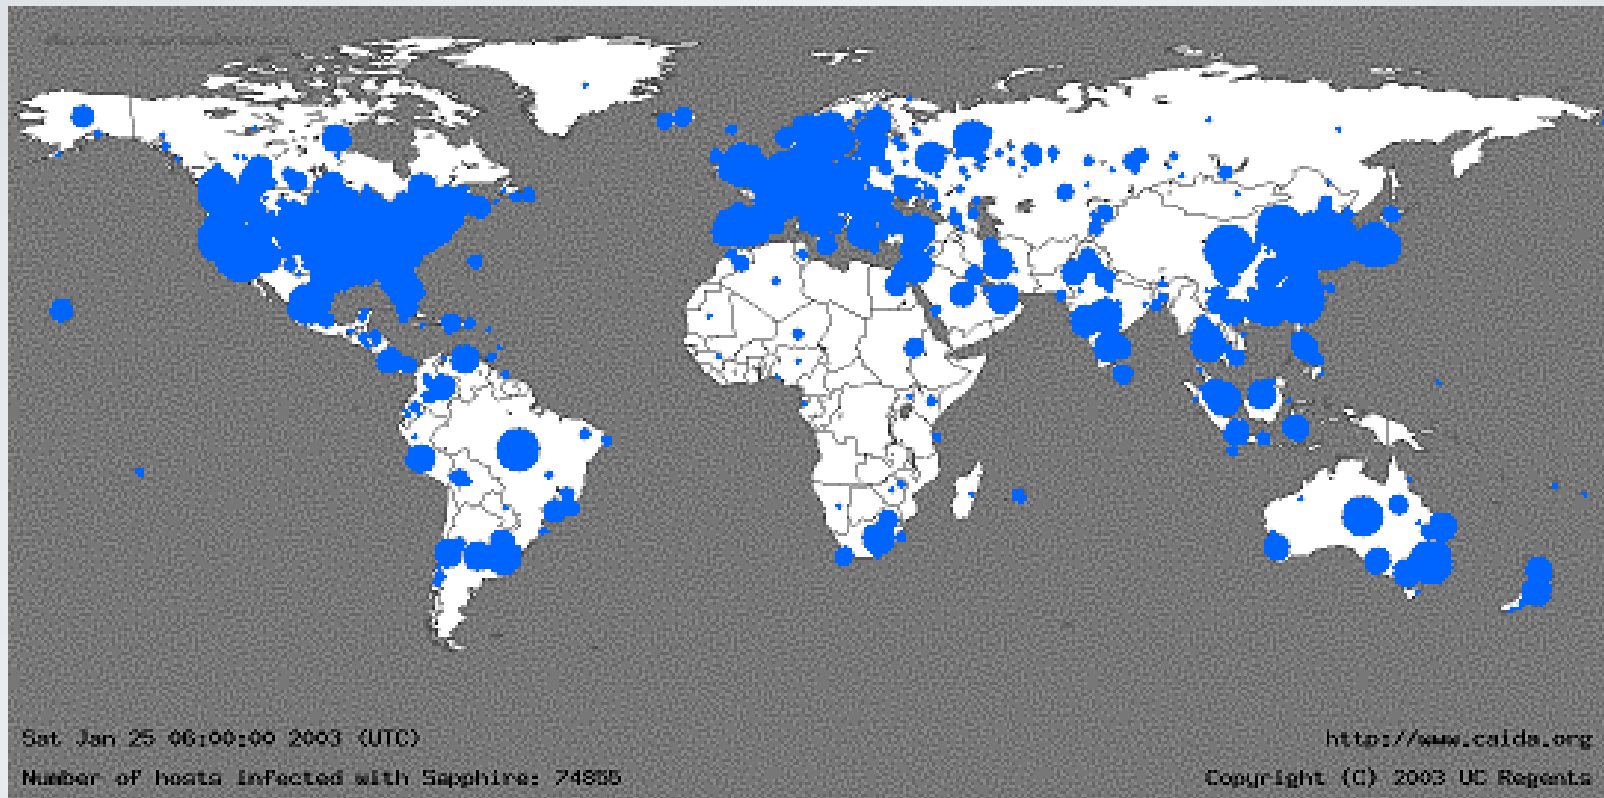 Sat Jan 25 06:00:00 2003 (UTC)
http://www.caida.org
Number of hosts infected with Sapphire: 74855
Copyright (C) 2003 UC Regents